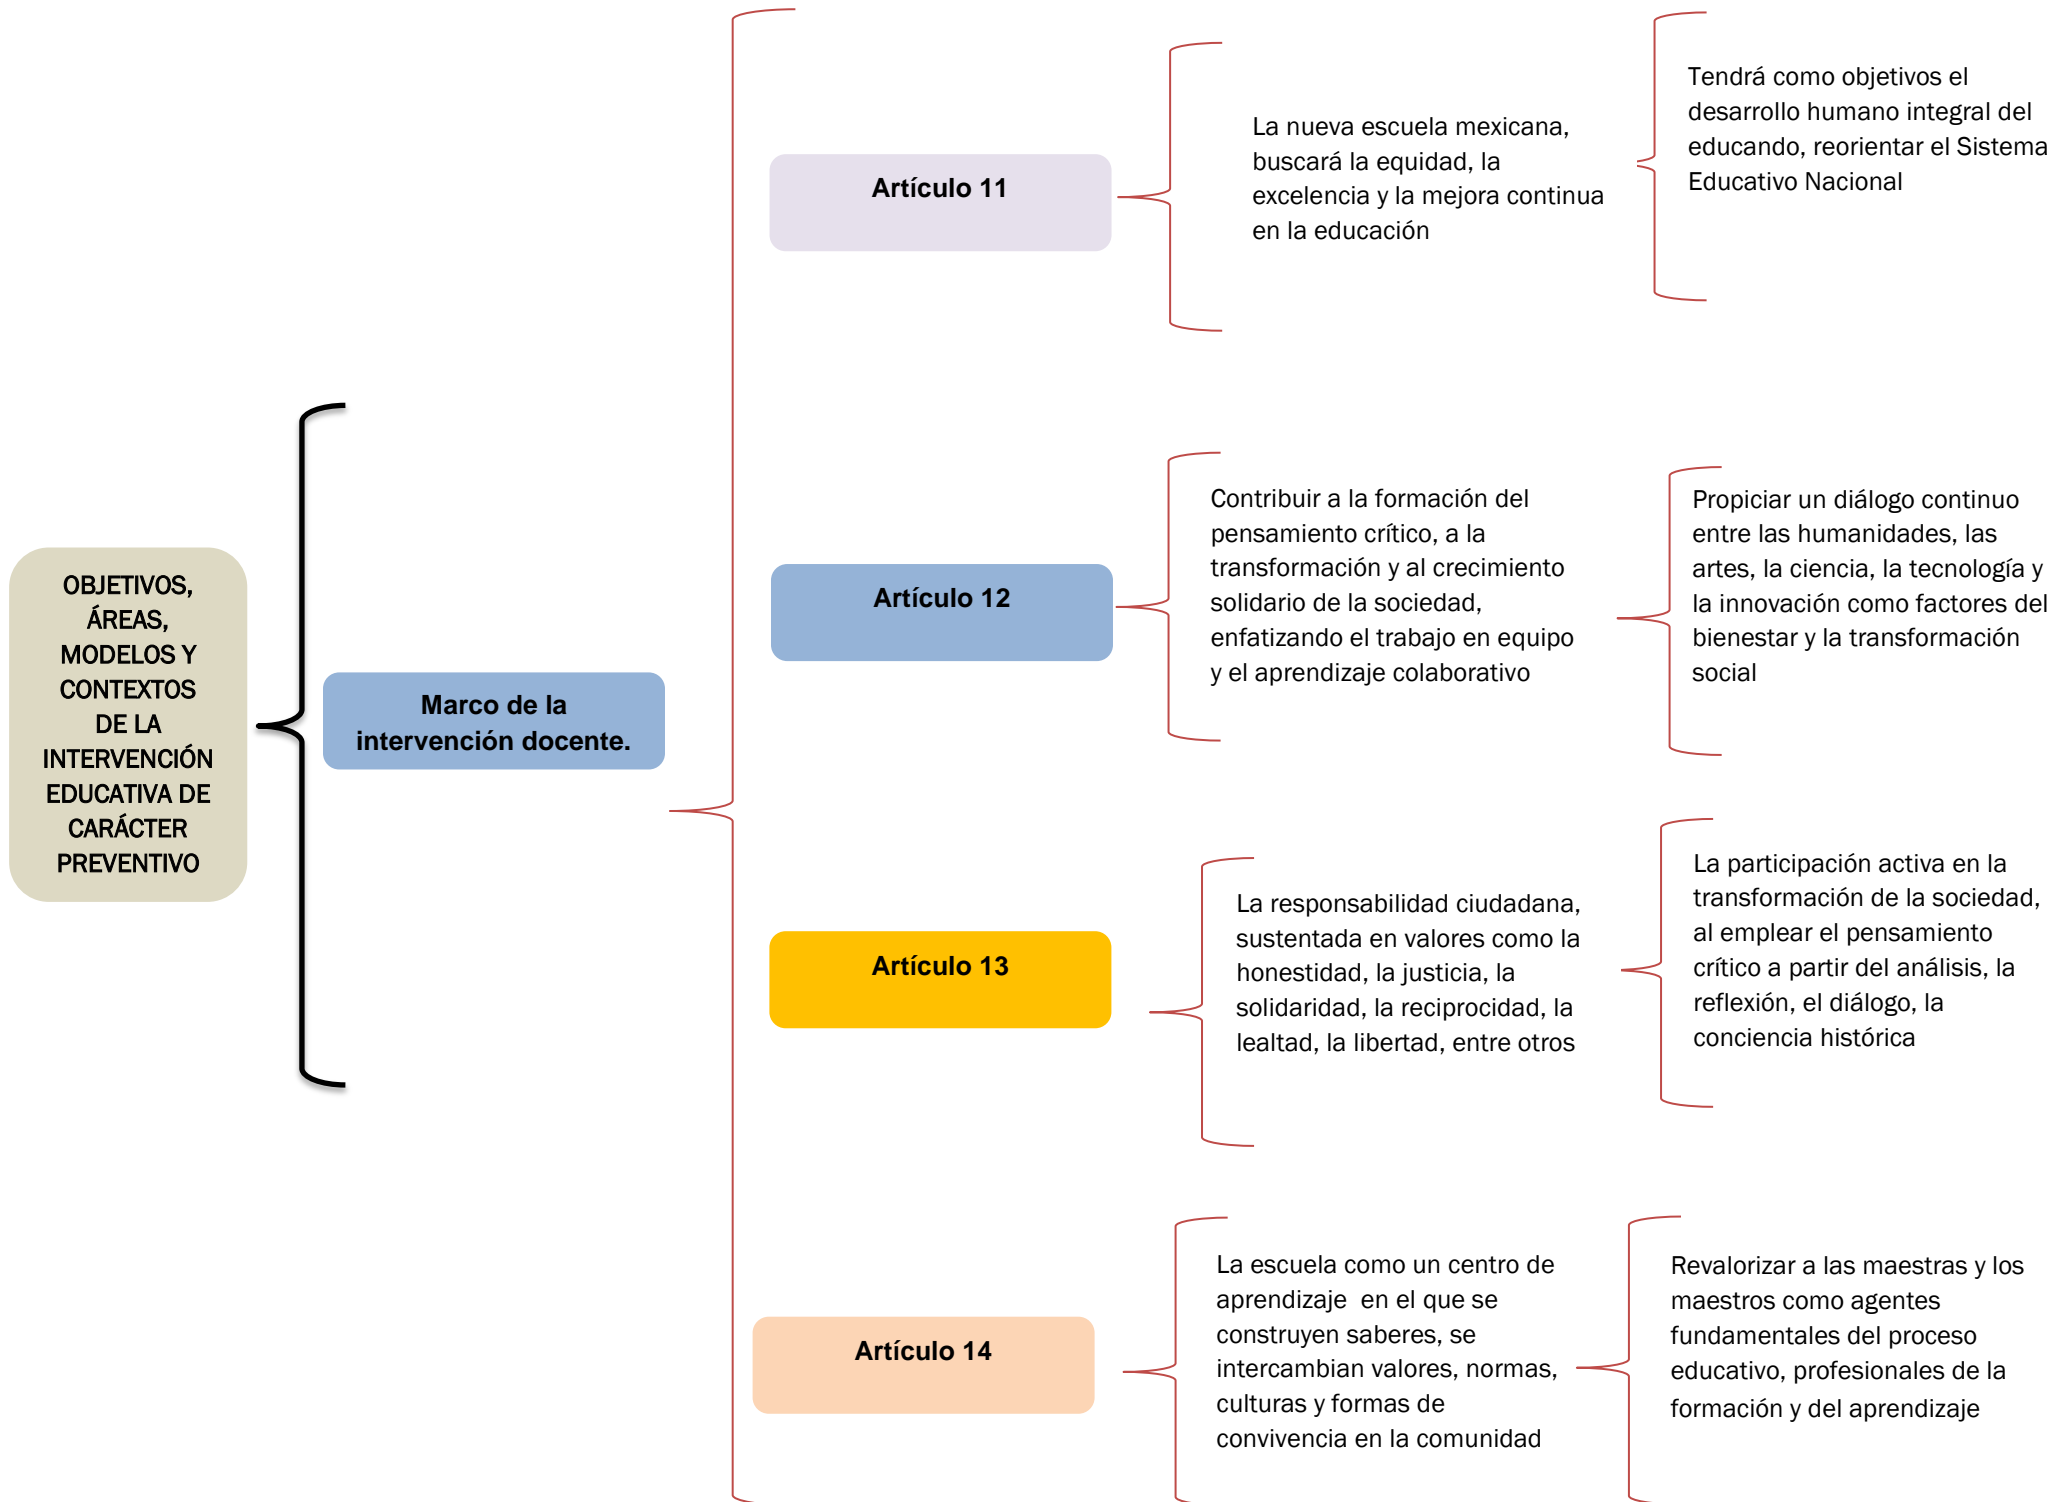 OBJETIVOS,
ÁREAS,
MODELOS Y
CONTEXTOS
DE LA
INTERVENCIÓN
EDUCATIVA DE
CARÁCTER
PREVENTIVO
Marco de la
intervención docente.
Artículo 11
La nueva escuela mexicana,
buscará la equidad, la
excelencia y la mejora continua
en la educación
Tendrá como objetivos el
desarrollo humano integral del
educando, reorientar el Sistema
Educativo Nacional
Artículo 12
Contribuir a la formación del
pensamiento crítico, a la
transformación y al crecimiento
solidario de la sociedad,
enfatizando el trabajo en equipo
y el aprendizaje colaborativo
Propiciar un diálogo continuo
entre las humanidades, las
artes, la ciencia, la tecnología y
la innovación como factores del
bienestar y la transformación
social
Artículo 13
La responsabilidad ciudadana,
sustentada en valores como la
honestidad, la justicia, la
solidaridad, la reciprocidad, la
lealtad, la libertad, entre otros
La participación activa en la
transformación de la sociedad,
al emplear el pensamiento
crítico a partir del análisis, la
reflexión, el diálogo, la
conciencia histórica
Artículo 14
La escuela como un centro de
aprendizaje  en el que se
construyen saberes, se
intercambian valores, normas,
culturas y formas de
convivencia en la comunidad
Revalorizar a las maestras y los
maestros como agentes
fundamentales del proceso
educativo, profesionales de la
formación y del aprendizaje